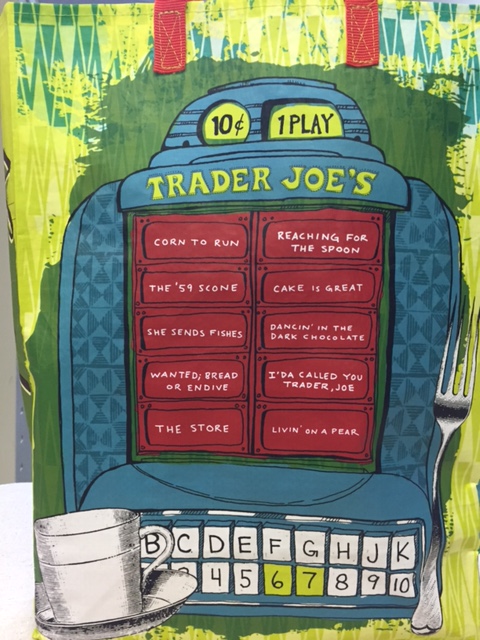 10¢ 1 PLAY
TRADER JOE'S
CORN TO RUN
REACHING FOR
THE SPOON
THE '59 SCONE
CAKE IS GREAT
SHE SENDS FISHES
DANCIN' IN THE
DARK CHOCOLATE
WANTED; BREAD
OR ENDIVE
I'DA CALLED YOU
TRADER, JOE
THE STORE
LIVIN' ON A PEAR
B C D E F G H J K
4 5 6 7 8 9 10